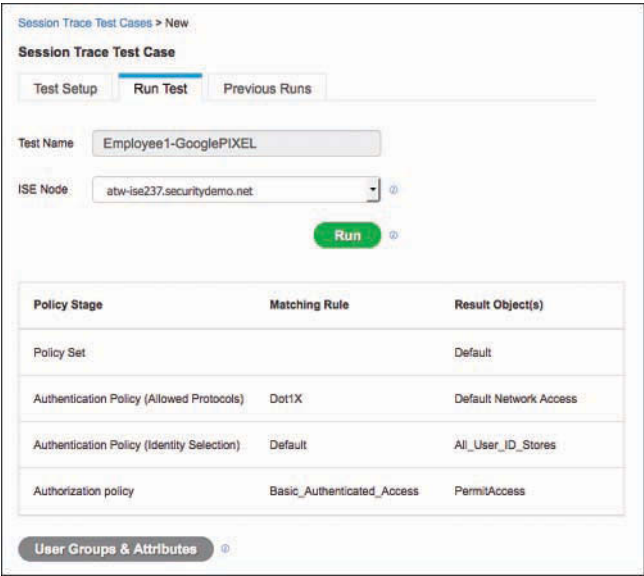 Session Trace Test Cases > New
Session Trace Test Case
Test Setup Run Test Previous Runs
Test Name Employee1-GooglePIXEL
ISE Node atw-ise237.securitydemo.net
Run
Policy Stage Matching Rule Result Object(s)
Policy Set Default
Authentication Policy (Allowed Protocols) Dot1X Default Network Access
Authentication Policy (Identity Selection) Default All_User_ID_Stores
Authorization policy Basic_Authenticated_Access PermitAccess
User Groups & Attributes